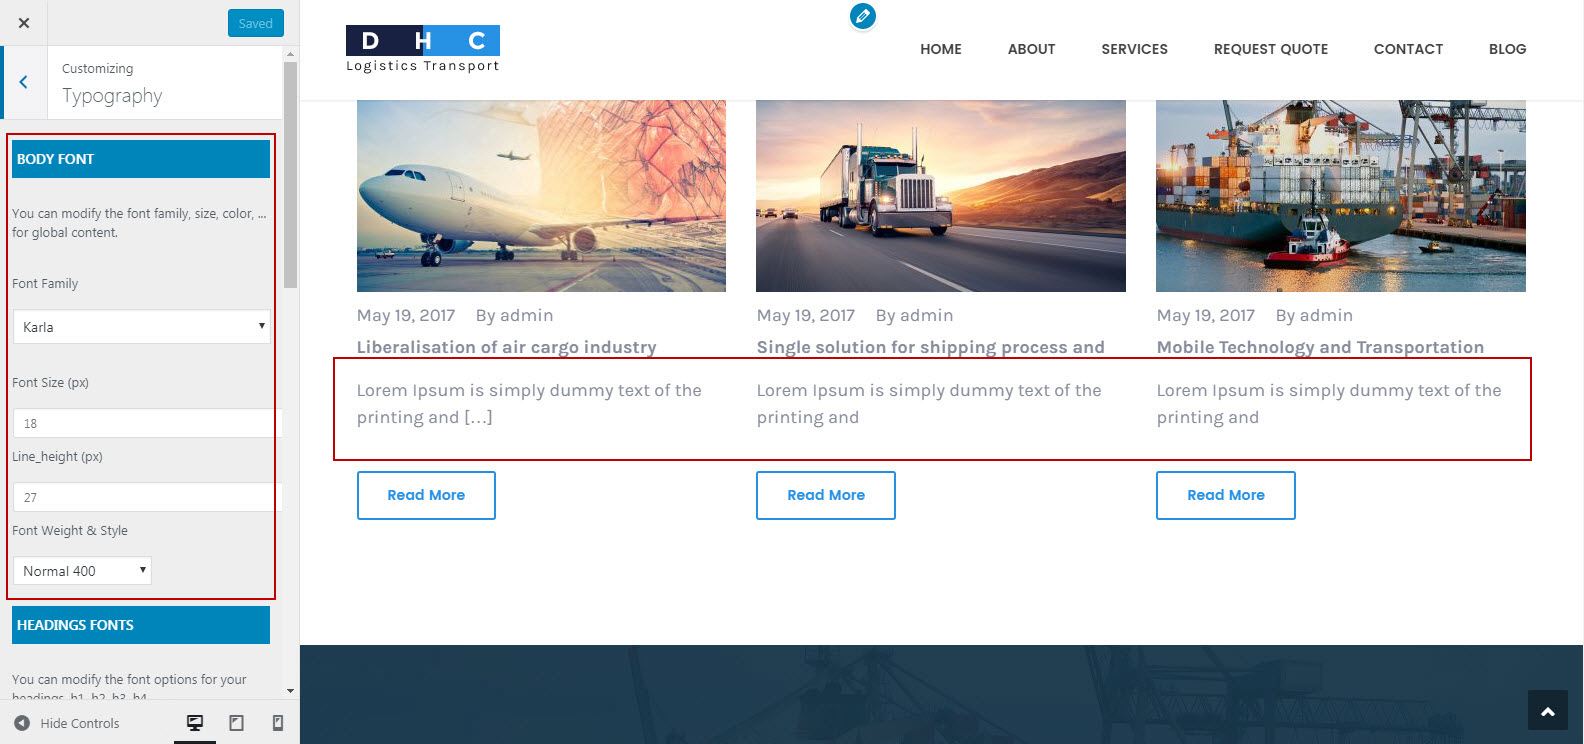 Saved
Customizing
Typography
BODY FONT
You can modify the font family, size, color, ...
for global content.
Font Family
Karla
Font Size (px)
18
Line_height (px)
27
Font Weight & Style
Normal 400
HEADINGS FONTS
You can modify the font options for your
headings, h1, h2, h3, h4
Hide Controls
D H C
Logistics Transport
HOME ABOUT SERVICES REQUEST QUOTE CONTACT BLOG
May 19, 2017 By admin
Liberalisation of air cargo industry
Lorem Ipsum is simply dummy text of the
printing and [...]
Read More
May 19, 2017 By admin
Single solution for shipping process and
Lorem Ipsum is simply dummy text of the
printing and
Read More
May 19, 2017 By admin
Mobile Technology and Transportation
Lorem Ipsum is simply dummy text of the
printing and
Read More